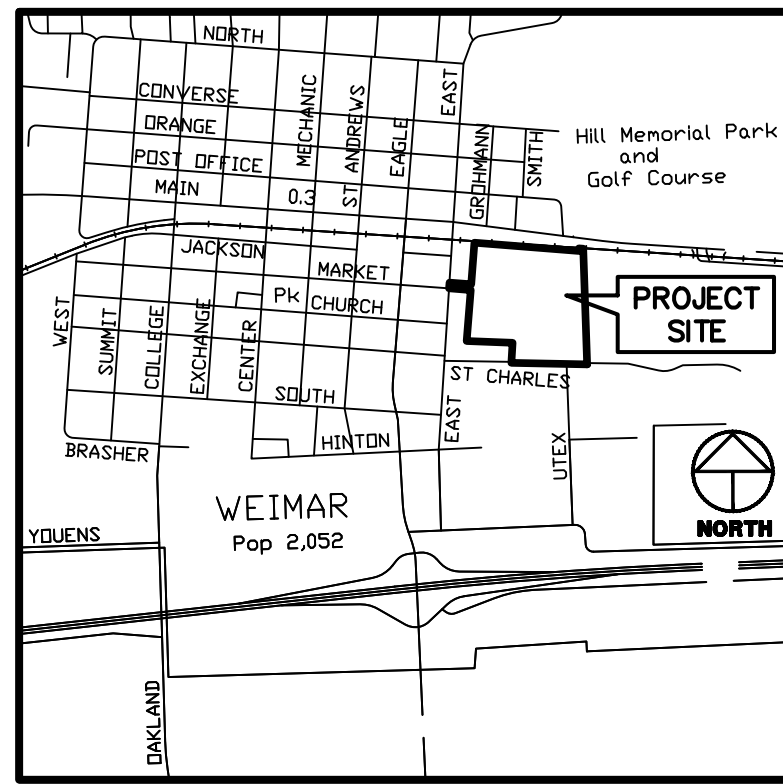 NORTH
CONVERSE
ORANGE
POST OFFICE
MAIN
0.3
MECHANIC
ST ANDREWS
EAGLE
EAST
GROHMANN
SMITH
Hill Memorial Park
and
Golf Course
JACKSON
MARKET
Pk CHURCH
WEST
SUMMIT
COLLEGE
EXCHANGE
CENTER
PROJECT
SITE
ST CHARLES
SOUTH
EAST
UTEX
HINTON
BRASHER
WEIMAR
Pop 2,052
NORTH
YOUENS
OAKLAND